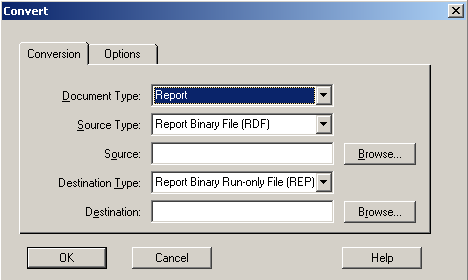 Convert
Conversion Options
Document Type: Report
Source Type: Report Binary File (RDF)
Source: Browse...
Destination Type: Report Binary Run-only File (REP)
Destination: Browse...
OK Cancel Help